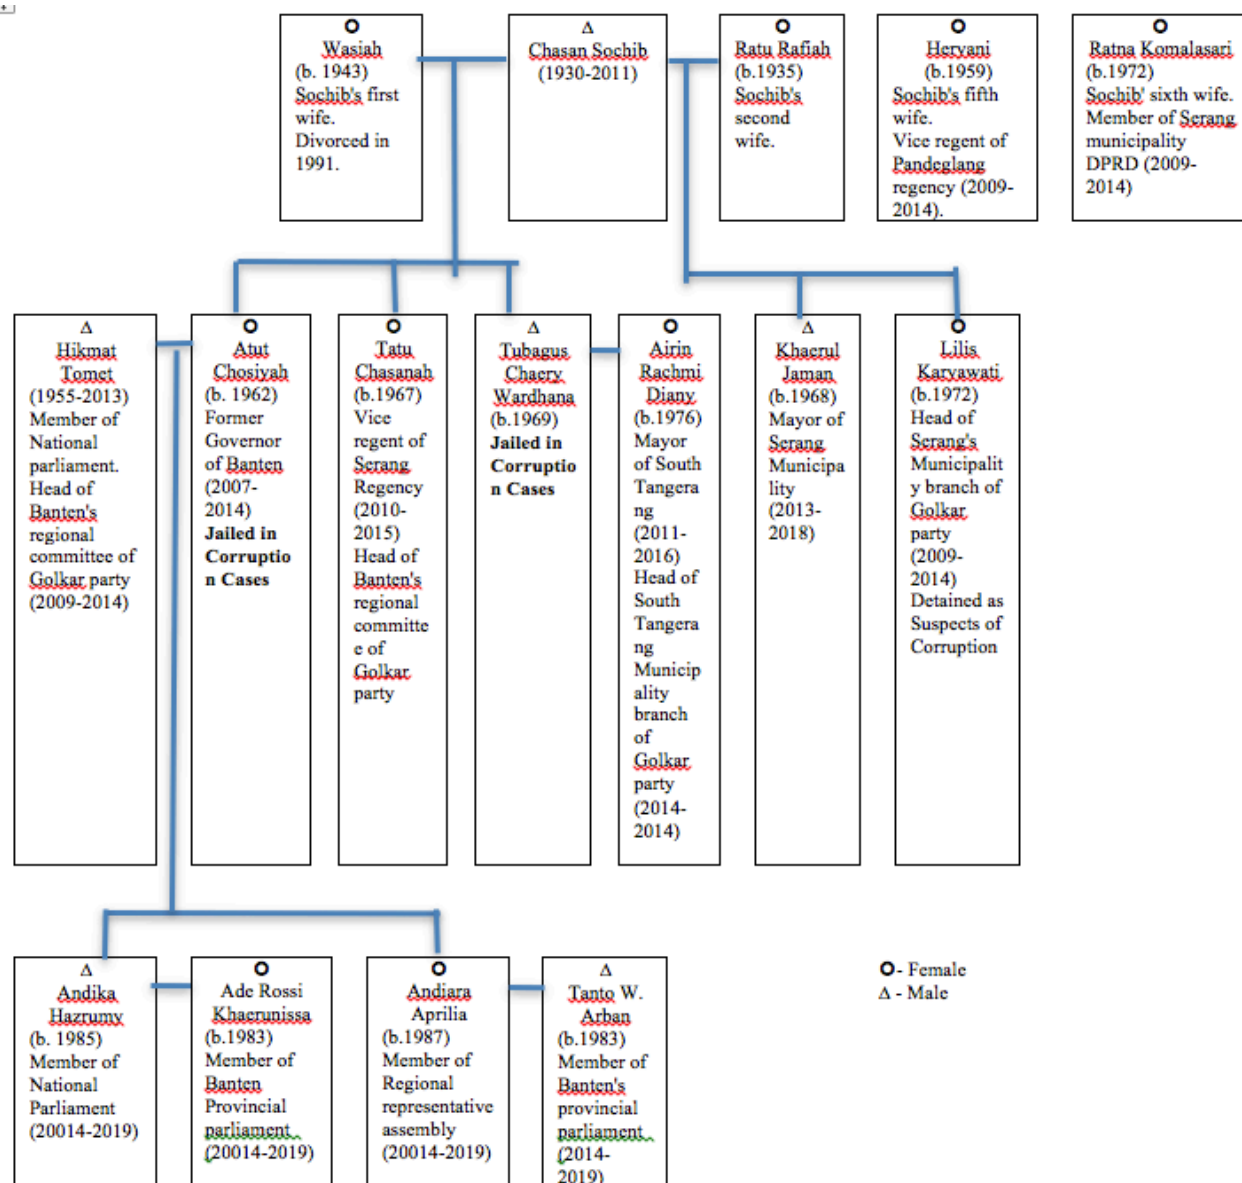 Wasiah
(b. 1943)
Sochib's first
wife.
Divorced in
1991.
Δ
Chasan Sochib
(1930-2011)
Ratu Rafiah
(b.1935)
Sochib's
second
wife.
Hervani
(b.1959)
Sochib's fifth
wife.
Vice regent of
Pandeglang
regency (2009-
2014).
Ratna Komalasari
(b.1972)
Sochib' sixth wife.
Member of Serang
municipality
DPRD (2009-
2014)
Δ
Hikmat
Tomet
(1955-2013)
Member of
National
parliament.
Head of
Banten's
regional
committee of
Golkar party
(2009-2014)
Atut
Chosiyah
(b. 1962)
Former
Governor
of Banten
(2007-
2014)
Jailed in
Corruptio
n Cases
Tatu
Chasanah
(b.1967)
Vice
regent of
Serang
Regency
(2010-
2015)
Head of
Banten's
regional
committe
e of
Golkar
party
Δ
Tubagus
Chaery
Wardhana
(b.1969)
Jailed in
Corruptio
n Cases
Airin
Rachmi
Diany
(b.1976)
Mayor
of South
Tangera
ng
(2011-
2016)
Head of
South
Tangera
ng
Municip
ality
branch
of
Golkar
party
(2014-
2014)
Δ
Khaerul
Jaman
(b.1968)
Mayor of
Serang
Municipa
lity
(2013-
2018)
Lilis
Karyawati
(b.1972)
Head of
Serang's
Municipalit
y branch of
Golkar
party
(2009-
2014)
Detained as
Suspects of
Corruption
Δ
Andika
Hazrumy
(b. 1985)
Member of
National
Parliament
(20014-2019)
Ade Rossi
Khaerunissa
(b.1983)
Member of
Banten
Provincial
parliament
(20014-2019)
Andiara
Aprilia
(b.1987)
Member of
Regional
representative
assembly
(20014-2019)
Δ
Tanto W.
Arban
(b.1983)
Member of
Banten's
provincial
parliament
(2014-
2019)
O - Female
Δ - Male